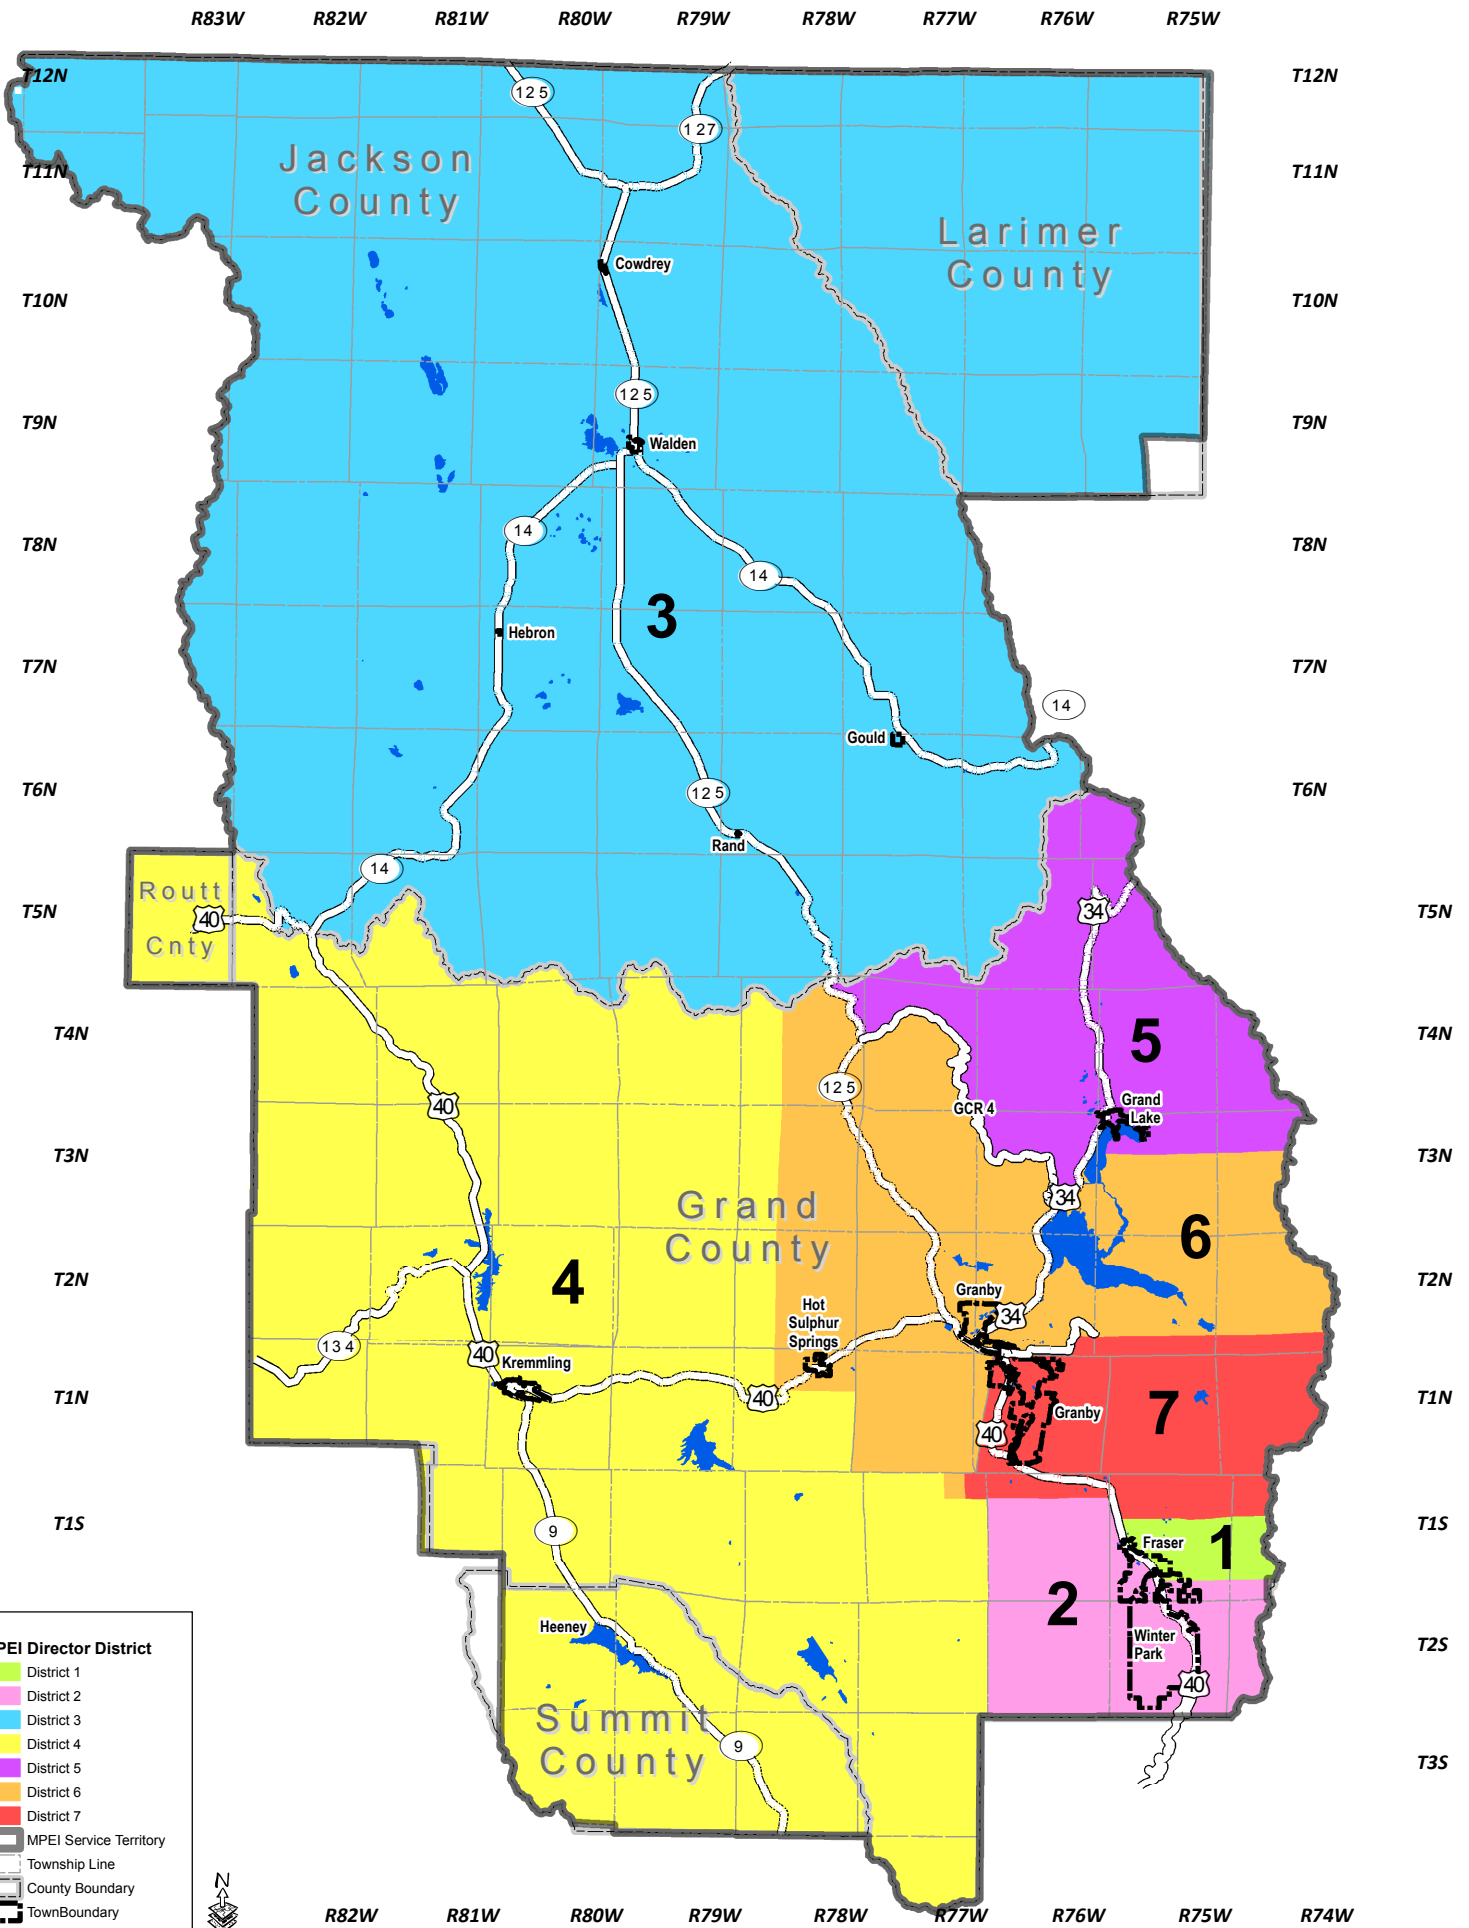 R83W R82W R81W R80W R79W R78W R77W R76W R75W
T12N T12N
125
127
Jackson
County
T11N T11N
Larimer
County
Cowdrey
T10N T10N
125
T9N T9N
Walden
14
T8N T8N
14
3
Hebron
T7N T7N
14
Gould
125
T6N T6N
Rand
14
Routt
Cnty
40
34
T5N T5N
T4N T4N
5
125
40
GCR 4
Grand
Lake
T3N T3N
34
Grand
County
6
4
T2N T2N
Granby
34
Hot
Sulphur
Springs
134
40
Kremmling
T1N T1N
40
7
Granby
40
T1S T1S
9
Fraser
1
2
Heeney
Winter
Park
T2S
40
Summit
County
9
T3S
PEI Director District
District 1
District 2
District 3
District 4
District 5
District 6
District 7
MPEI Service Territory
Township Line
County Boundary
TownBoundary
N
R82W R81W R80W R79W R78W R77W R76W R75W R74W